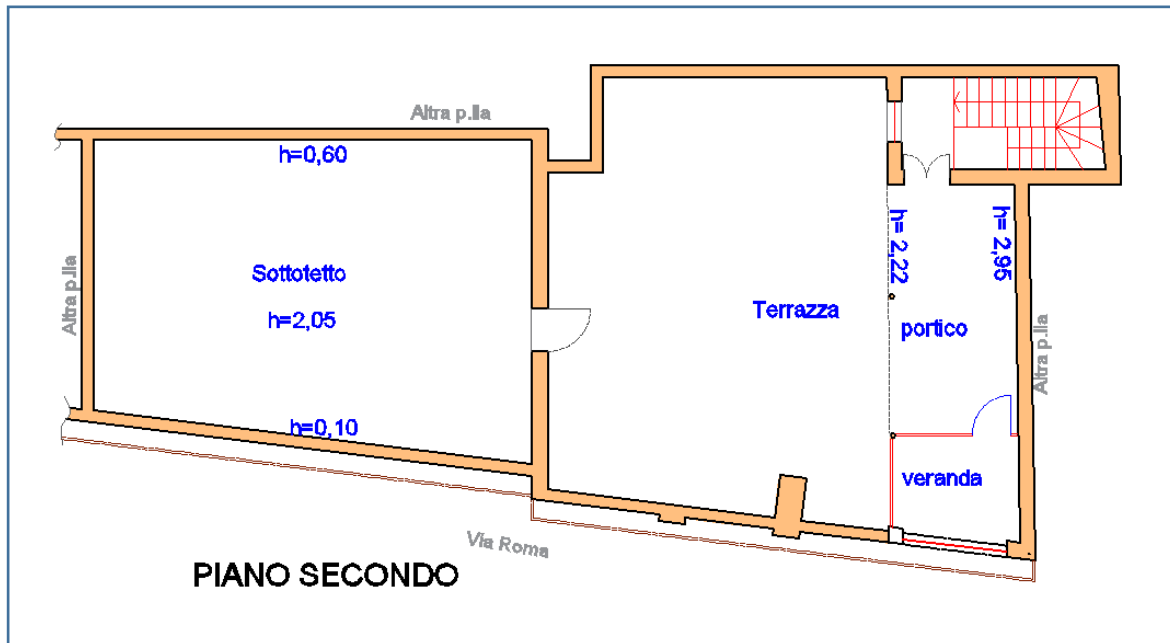 Altra p.lla
h=0,60
Altra p.lla
Sottotetto
h=2,05
h=0,10
Terrazza
h= 2,22
h= 2,95
portico
Altra p.lla
veranda
Via Roma
PIANO SECONDO